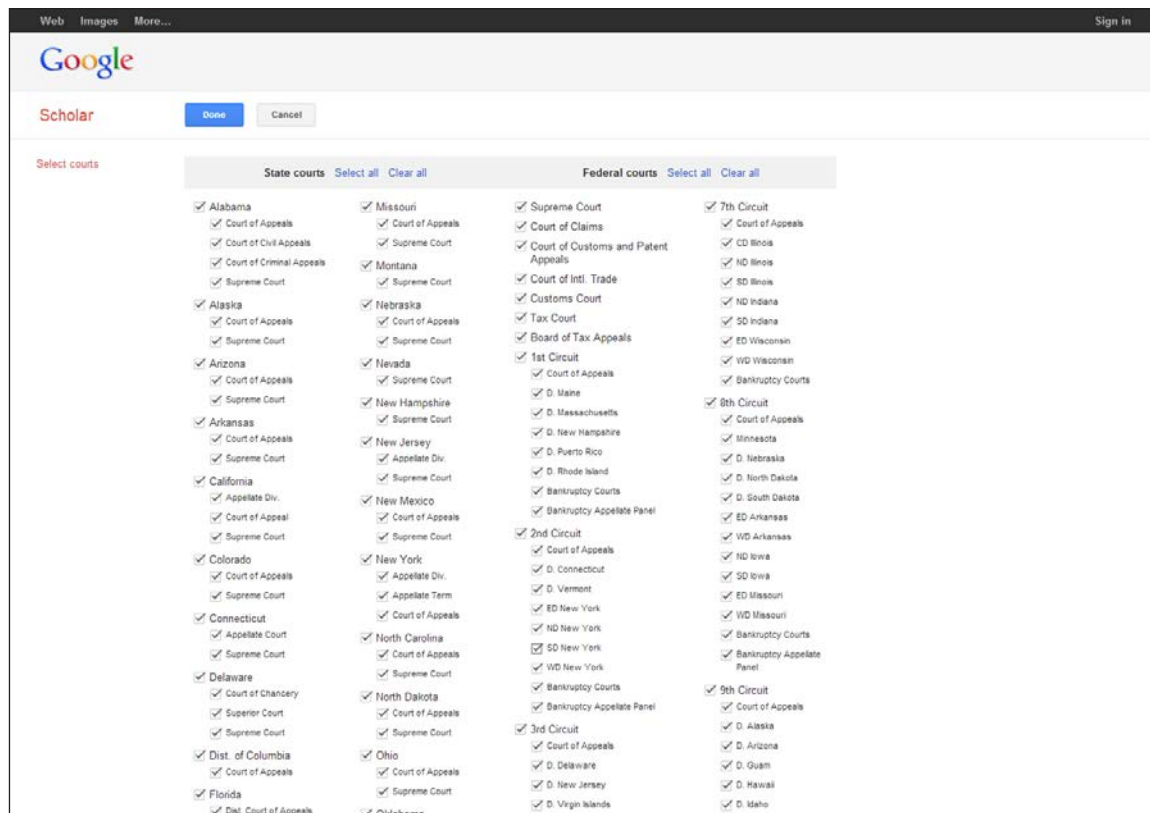 Web Images More... Sign in
Google
Scholar Done Cancel
Select courts
State courts Select all Clear all
Federal courts Select all Clear all
Alabama
Court of Appeals
Court of Civil Appeals
Court of Criminal Appeals
Supreme Court
Alaska
Court of Appeals
Supreme Court
Arizona
Court of Appeals
Supreme Court
Arkansas
Court of Appeals
Supreme Court
California
Appellate Div.
Court of Appeal
Supreme Court
Colorado
Court of Appeals
Supreme Court
Connecticut
Appellate Court
Supreme Court
Delaware
Court of Chancery
Superior Court
Supreme Court
Dist. of Columbia
Court of Appeals
Florida
Dist. Court of Appeals
Missouri
Court of Appeals
Supreme Court
Montana
Supreme Court
Nebraska
Court of Appeals
Supreme Court
Nevada
Supreme Court
New Hampshire
Supreme Court
New Jersey
Appellate Div.
Supreme Court
New Mexico
Court of Appeals
Supreme Court
New York
Appellate Div.
Appellate Term
Court of Appeals
North Carolina
Court of Appeals
Supreme Court
North Dakota
Court of Appeals
Supreme Court
Ohio
Court of Appeals
Supreme Court
Oklahoma
Supreme Court
Court of Claims
Court of Customs and Patent
Appeals
Court of Intl. Trade
Customs Court
Tax Court
Board of Tax Appeals
1st Circuit
Court of Appeals
D. Maine
D. Massachusetts
D. New Hampshire
D. Puerto Rico
D. Rhode Island
Bankruptcy Courts
Bankruptcy Appellate Panel
2nd Circuit
Court of Appeals
D. Connecticut
D. Vermont
ED New York
ND New York
SD New York
WD New York
Bankruptcy Courts
Bankruptcy Appellate Panel
3rd Circuit
Court of Appeals
D. Delaware
D. New Jersey
D. Virgin Islands
7th Circuit
Court of Appeals
CD Illinois
ND Illinois
SD Illinois
ND Indiana
SD Indiana
ED Wisconsin
WD Wisconsin
Bankruptcy Courts
8th Circuit
Court of Appeals
Minnesota
D. Nebraska
D. North Dakota
D. South Dakota
ED Arkansas
WD Arkansas
ND Iowa
SD Iowa
ED Missouri
WD Missouri
Bankruptcy Courts
Bankruptcy Appellate
Panel
9th Circuit
Court of Appeals
D. Alaska
D. Arizona
D. Guam
D. Hawaii
D. Idaho